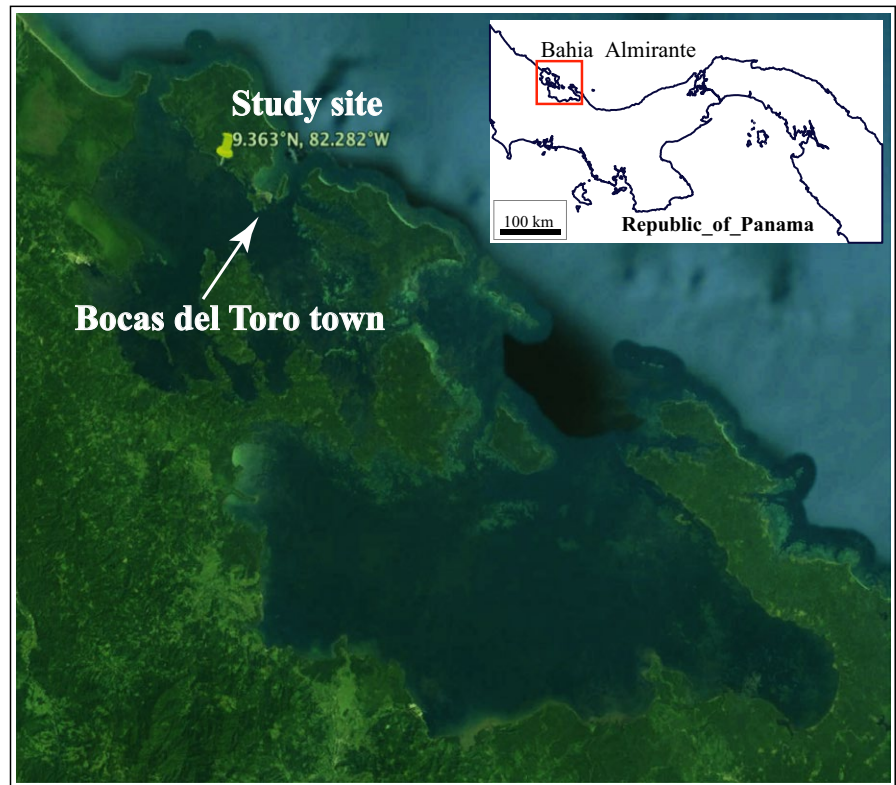 Bahia Almirante
Study site
9.363°N, 82.282°W
100 km
Republic_of_Panama
Bocas del Toro town